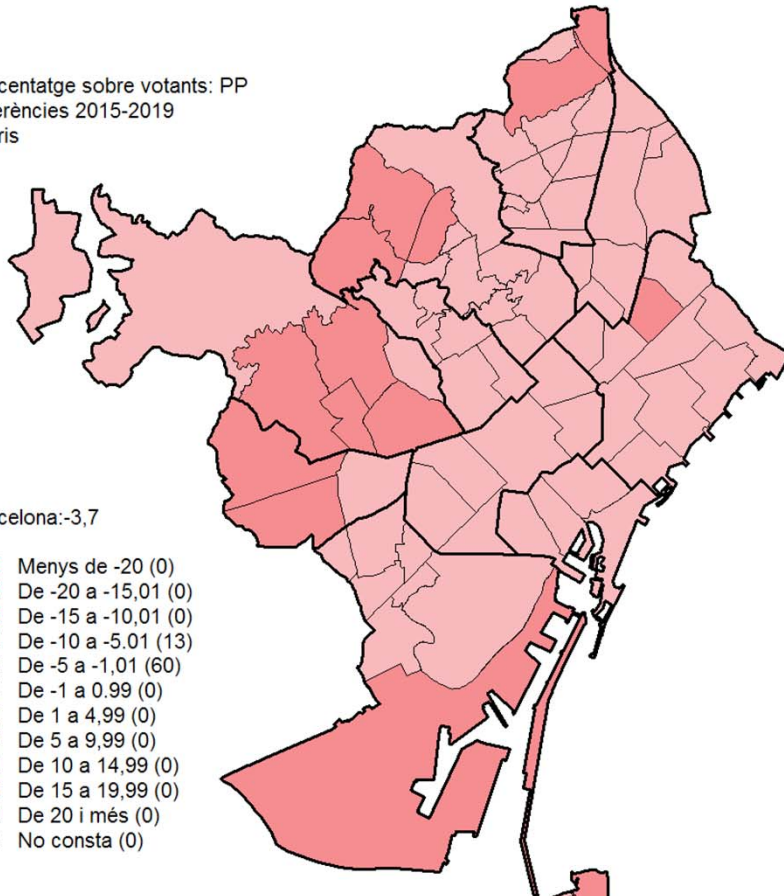 centatge sobre votants: PP
erències 2015-2019
ris
celona:-3,7
Menys de -20 (0)
De -20 a -15,01 (0)
De -15 a -10,01 (0)
De -10 a -5.01 (13)
De -5 a -1,01 (60)
De -1 a 0.99 (0)
De 1 a 4,99 (0)
De 5 a 9,99 (0)
De 10 a 14,99 (0)
De 15 a 19,99 (0)
De 20 i més (0)
No consta (0)